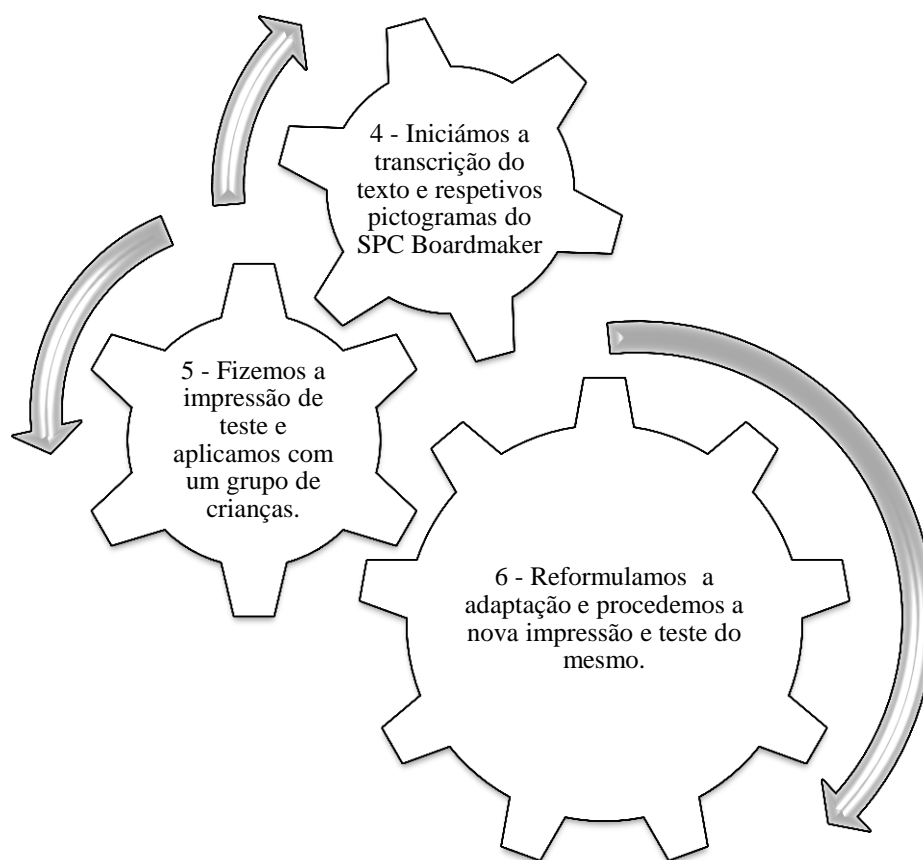 4 - Iniciámos a
transcrição do
texto e respetivos
pictogramas do
SPC Boardmaker
5 - Fizemos a
impressão de
teste e
aplicamos com
um grupo de
crianças.
6 - Reformulamos  a
adaptação e procedemos a
nova impressão e teste do
mesmo.